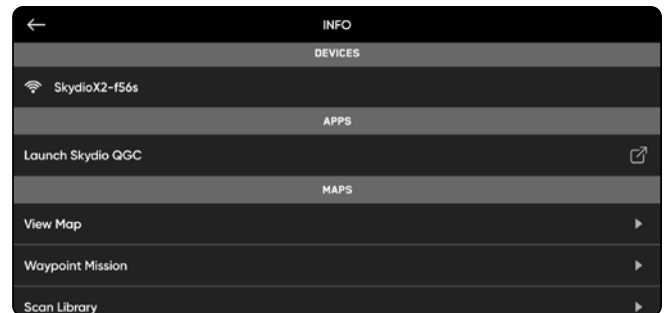 INFO
DEVICES
SkydioX2-f56s
APPS
Launch Skydio QGC
MAPS
View Map
Waypoint Mission
Scan Library